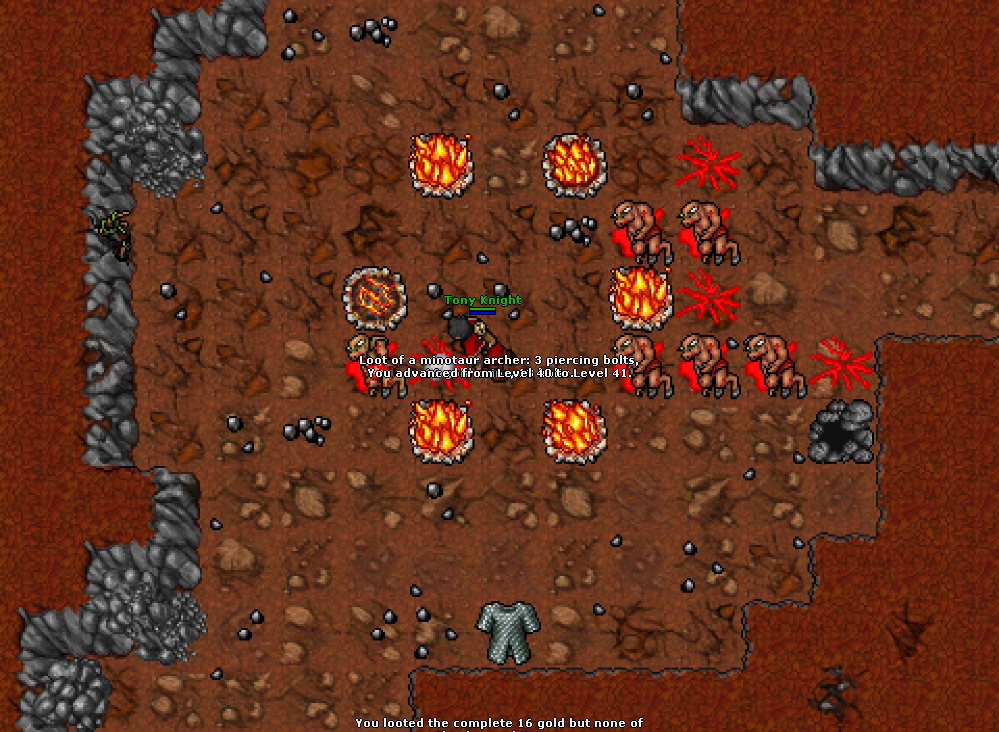 Tony Knight
Loot of a minotaur archer: 3 piercing bolts,
You advanced from Level 40 to Level 41.
You looted the complete 16 gold but none of